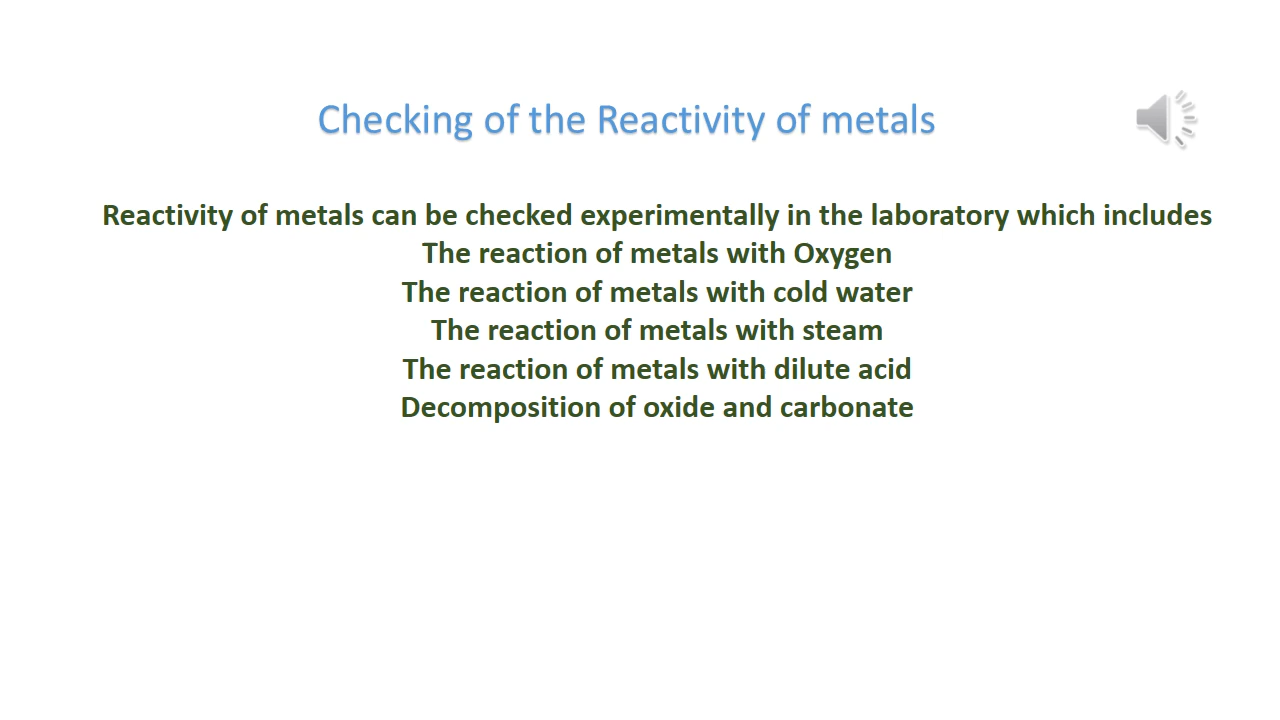 Checking of the Reactivity of metals
Reactivity of metals can be checked experimentally in the laboratory which includes
The reaction of metals with Oxygen
The reaction of metals with cold water
The reaction of metals with steam
The reaction of metals with dilute acid
Decomposition of oxide and carbonate